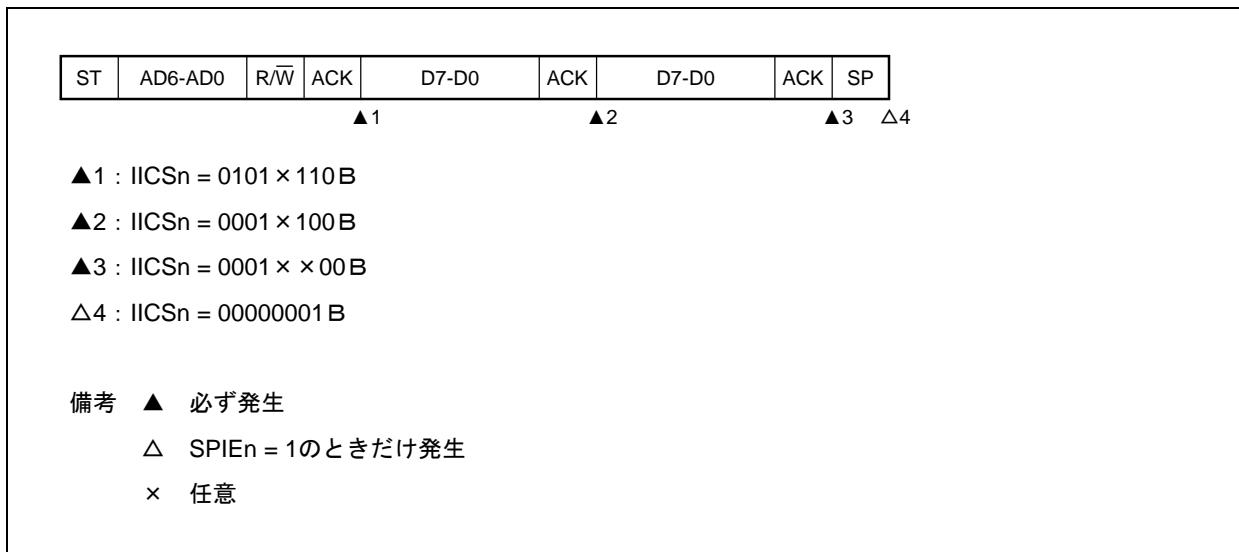 ST AD6-AD0 R/W̅ ACK D7-D0 ACK D7-D0 ACK SP
▲1 ▲2 ▲3 △4
▲1：IICSn = 0101×110B
▲2：IICSn = 0001×100B
▲3：IICSn = 0001××00B
△4：IICSn = 00000001B
備考 ▲ 必ず発生
△ SPIEn = 1のときだけ発生
× 任意